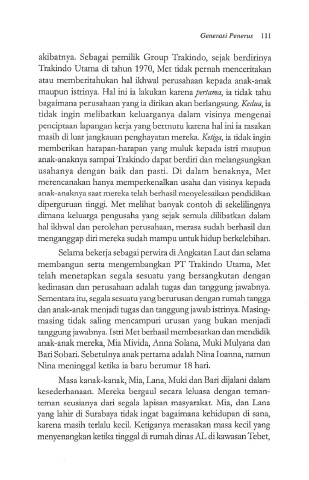 Generasi Penerus 111
akibatnya. Sebagai pemilik Group Trakindo, sejak berdirinya
Trakindo Utama di tahun 1970, Met tidak pernah menceritakan
atau memberitahukan hal ikhwal perusahaan kepada anak-anak
maupun istrinya. Hal ini ia lakukan karena pertama, ia tidak tahu
bagaimana perusahaan yang ia dirikan akan berlangsung. Kedua, ia
tidak ingin melibatkan keluarganya dalam visinya mengenai
penciptaan lapangan kerja yang bermutu karena hal ini ia rasakan
masih di luar jangkauan penghayatan mereka. Ketiga, ia tidak ingin
memberikan harapan-harapan yang muluk kepada istri maupun
anak-anaknya sampai Trakindo dapat berdiri dan melangsungkan
usahanya dengan baik dan pasti. Di dalam benaknya, Met
merencanakan hanya memperkenalkan usaha dan visinya kepada
anak-anaknya saat mereka telah berhasil menyelesaikan pendidikan
diperguruan tinggi. Met melihat banyak contoh di sekelilingnya
dimana keluarga pengusaha yang sejak semula dilibatkan dalam
hal ikhwal dan perolehan perusahaan, merasa sudah berhasil dan
menganggap diri mereka sudah mampu untuk hidup berkelebihan.
Selama bekerja sebagai perwira di Angkatan Laut dan selama
membangun serta mengembangkan PT Trakindo Utama, Met
telah menetapkan segala sesuatu yang bersangkutan dengan
kedinasan dan perusahaan adalah tugas dan tanggung jawabnya.
Sementara itu, segala sesuatu yang berurusan dengan rumah tangga
dan anak-anak menjadi tugas dan tanggung jawab istrinya. Masing-
masing tidak saling mencampuri urusan yang bukan menjadi
tanggung jawabnya. Istri Met berhasil membesarkan dan mendidik
anak-anak mereka, Mia Mivida, Anna Solana, Muki Mulyana dan
Bari Sobari. Sebetulnya anak pertama adalah Nina Ioanna, namun
Nina meninggal ketika ia baru berumur 18 hari.
Masa kanak-kanak, Mia, Lana, Muki dan Bari dijalani dalam
kesederhanaan. Mereka bergaul secara leluasa dengan teman-
teman seusianya dari segala lapisan masyarakat. Mia, dan Lana
yang lahir di Surabaya tidak ingat bagaimana kehidupan di sana,
karena masih terlalu kecil. Ketiganya merasakan masa kecil yang
menyenangkan ketika tinggal di rumah dinas AL di kawasan Tebet,